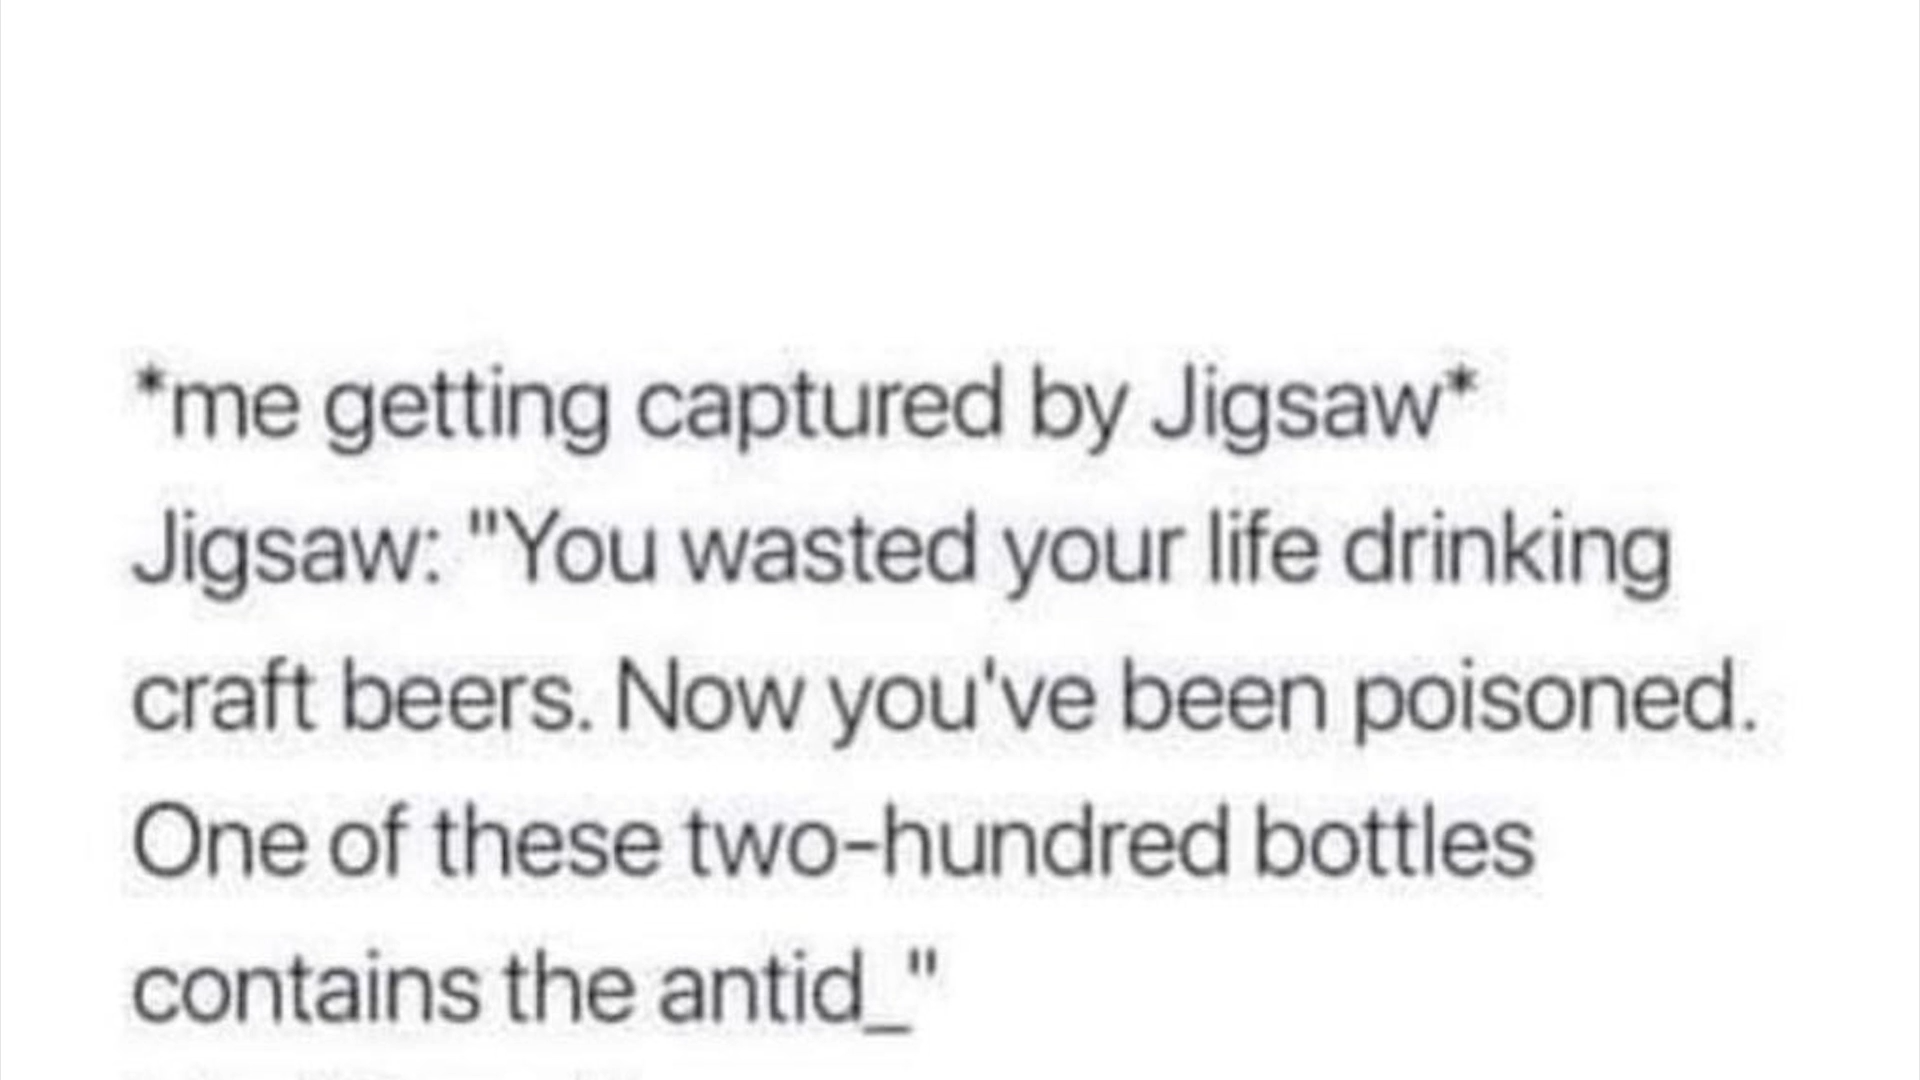 *me getting captured by Jigsaw*
Jigsaw: "You wasted your life drinking
craft beers. Now you've been poisoned.
One of these two-hundred bottles
contains the antid_"